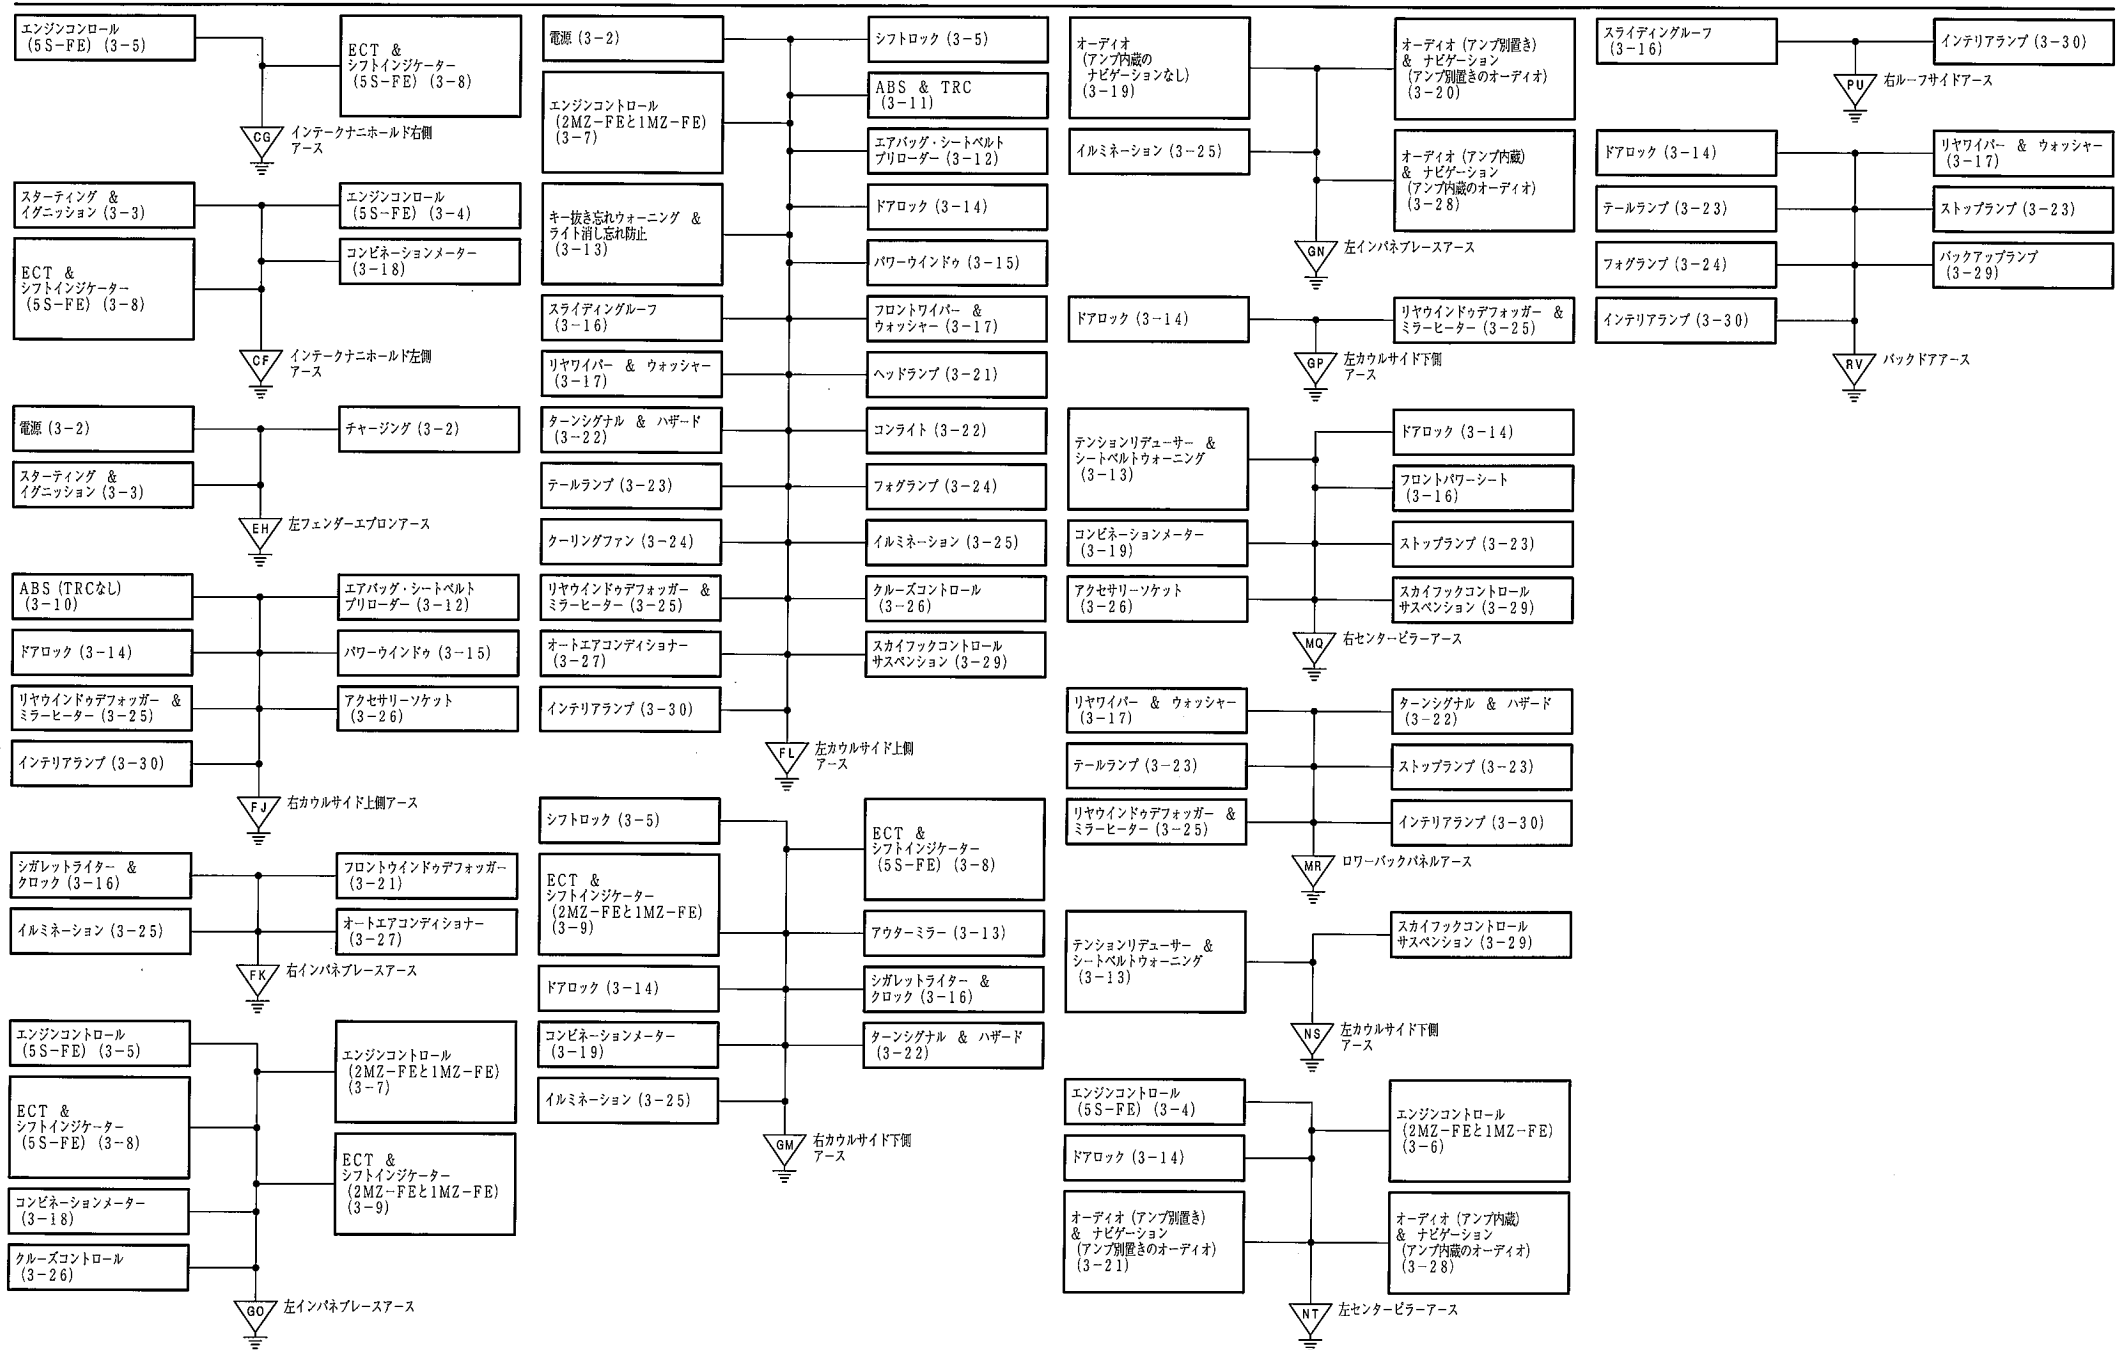 エンジンコンロール
(5S-FE) (3-5)
ECT &
シフトインジケーター
(5S-FE) (3-8)
CG
インテークナニホールド右側
アース
スターティング &
イグニッション (3-3)
エンジンコンロール
(5S-FE) (3-4)
ECT &
シフトインジケーター
(5S-FE) (3-8)
コンビネーションメーター
(3-18)
CF
インテークナニホールド左側
アース
電源 (3-2)
チャージング (3-2)
スターティング &
イグニッション (3-3)
EH
左フェンダーエプロンアース
ABS (TRCなし)
(3-10)
エアバッグ・シートベルト
プリローダー (3-12)
ドアロック (3-14)
パワーウインドゥ (3-15)
リヤウインドゥデフォッガー &
ミラーヒーター (3-25)
アクセサリーソケット
(3-26)
インテリアランプ (3-30)
FJ
右カウルサイド上側アース
シガレットライター &
クロック (3-16)
フロントウインドゥデフォッガー
(3-21)
イルミネーション (3-25)
オートエアコンディショナー
(3-27)
FK
右インパネブレースアース
エンジンコントロール
(5S-FE) (3-5)
エンジンコントロール
(2MZ-FEと1MZ-FE)
(3-7)
ECT &
シフトインジケーター
(5S-FE) (3-8)
ECT &
シフトインジケーター
(2MZ-FEと1MZ-FE)
(3-9)
コンビネーションメーター
(3-18)
クルーズコントロール
(3-26)
GO
左インパネブレースアース
電源 (3-2)
シフトロック (3-5)
エンジンコントロール
(2MZ-FEと1MZ-FE)
(3-7)
ABS & TRC
(3-11)
エアバッグ・シートベルト
プリローダー (3-12)
キー抜き忘れウォーニング &
ライト消し忘れ防止
(3-13)
ドアロック (3-14)
パワーウインドゥ (3-15)
スライディングルーフ
(3-16)
フロントワイパー &
ウォッシャー (3-17)
リヤワイパー & ウォッシャー
(3-17)
ヘッドランプ (3-21)
ターンシグナル & ハザード
(3-22)
コンライト (3-22)
テールランプ (3-23)
フォグランプ (3-24)
クーリングファン (3-24)
イルミネーション (3-25)
リヤウインドゥデフォッガー &
ミラーヒーター (3-25)
クルーズコントロール
(3-26)
オートエアコンディショナー
(3-27)
スカイフックコントロール
サスペンション (3-29)
インテリアランプ (3-30)
FL
左カウルサイド上側
アース
シフトロック (3-5)
ECT &
シフトインジケーター
(5S-FE) (3-8)
ECT &
シフトインジケーター
(2MZ-FEと1MZ-FE)
(3-9)
アウターミラー (3-13)
ドアロック (3-14)
シガレットライター &
クロック (3-16)
コンビネーションメーター
(3-19)
ターンシグナル & ハザード
(3-22)
イルミネーション (3-25)
GM
右カウルサイド下側
アース
オーディオ
(アンプ内蔵の
ナビゲーションなし)
(3-19)
オーディオ (アンプ別置き)
& ナビゲーション
(アンプ別置きのオーディオ)
(3-20)
イルミネーション (3-25)
オーディオ (アンプ内蔵)
& ナビゲーション
(アンプ内蔵のオーディオ)
(3-28)
GN
左インパネブレースアース
ドアロック (3-14)
リヤウインドゥデフォッガー &
ミラーヒーター (3-25)
GP
左カウルサイド下側
アース
テンションリデューサー &
シートベルトウォーニング
(3-13)
ドアロック (3-14)
フロントパワーシート
(3-16)
コンビネーションメーター
(3-19)
ストップランプ (3-23)
アクセサリーソケット
(3-26)
スカイフックコントロール
サスペンション (3-29)
MQ
右センターピラーアース
リヤワイパー & ウォッシャー
(3-17)
ターンシグナル & ハザード
(3-22)
テールランプ (3-23)
ストップランプ (3-23)
リヤウインドゥデフォッガー &
ミラーヒーター (3-25)
インテリアランプ (3-30)
MR
ロワーバックパネルアース
テンションリデューサー &
シートベルトウォーニング
(3-13)
スカイフックコントロール
サスペンション (3-29)
NS
左カウルサイド下側
アース
エンジンコントロール
(5S-FE) (3-4)
エンジンコントロール
(2MZ-FEと1MZ-FE)
(3-6)
ドアロック (3-14)
オーディオ (アンプ別置き)
& ナビゲーション
(アンプ別置きのオーディオ)
(3-21)
オーディオ (アンプ内蔵)
& ナビゲーション
(アンプ内蔵のオーディオ)
(3-28)
NT
左センターピラーアース
スライディングルーフ
(3-16)
インテリアランプ (3-30)
PU
右ルーフサイドアース
ドアロック (3-14)
リヤワイパー & ウォッシャー
(3-17)
テールランプ (3-23)
ストップランプ (3-23)
フォグランプ (3-24)
バックアップランプ
(3-29)
インテリアランプ (3-30)
RV
バックドアアース